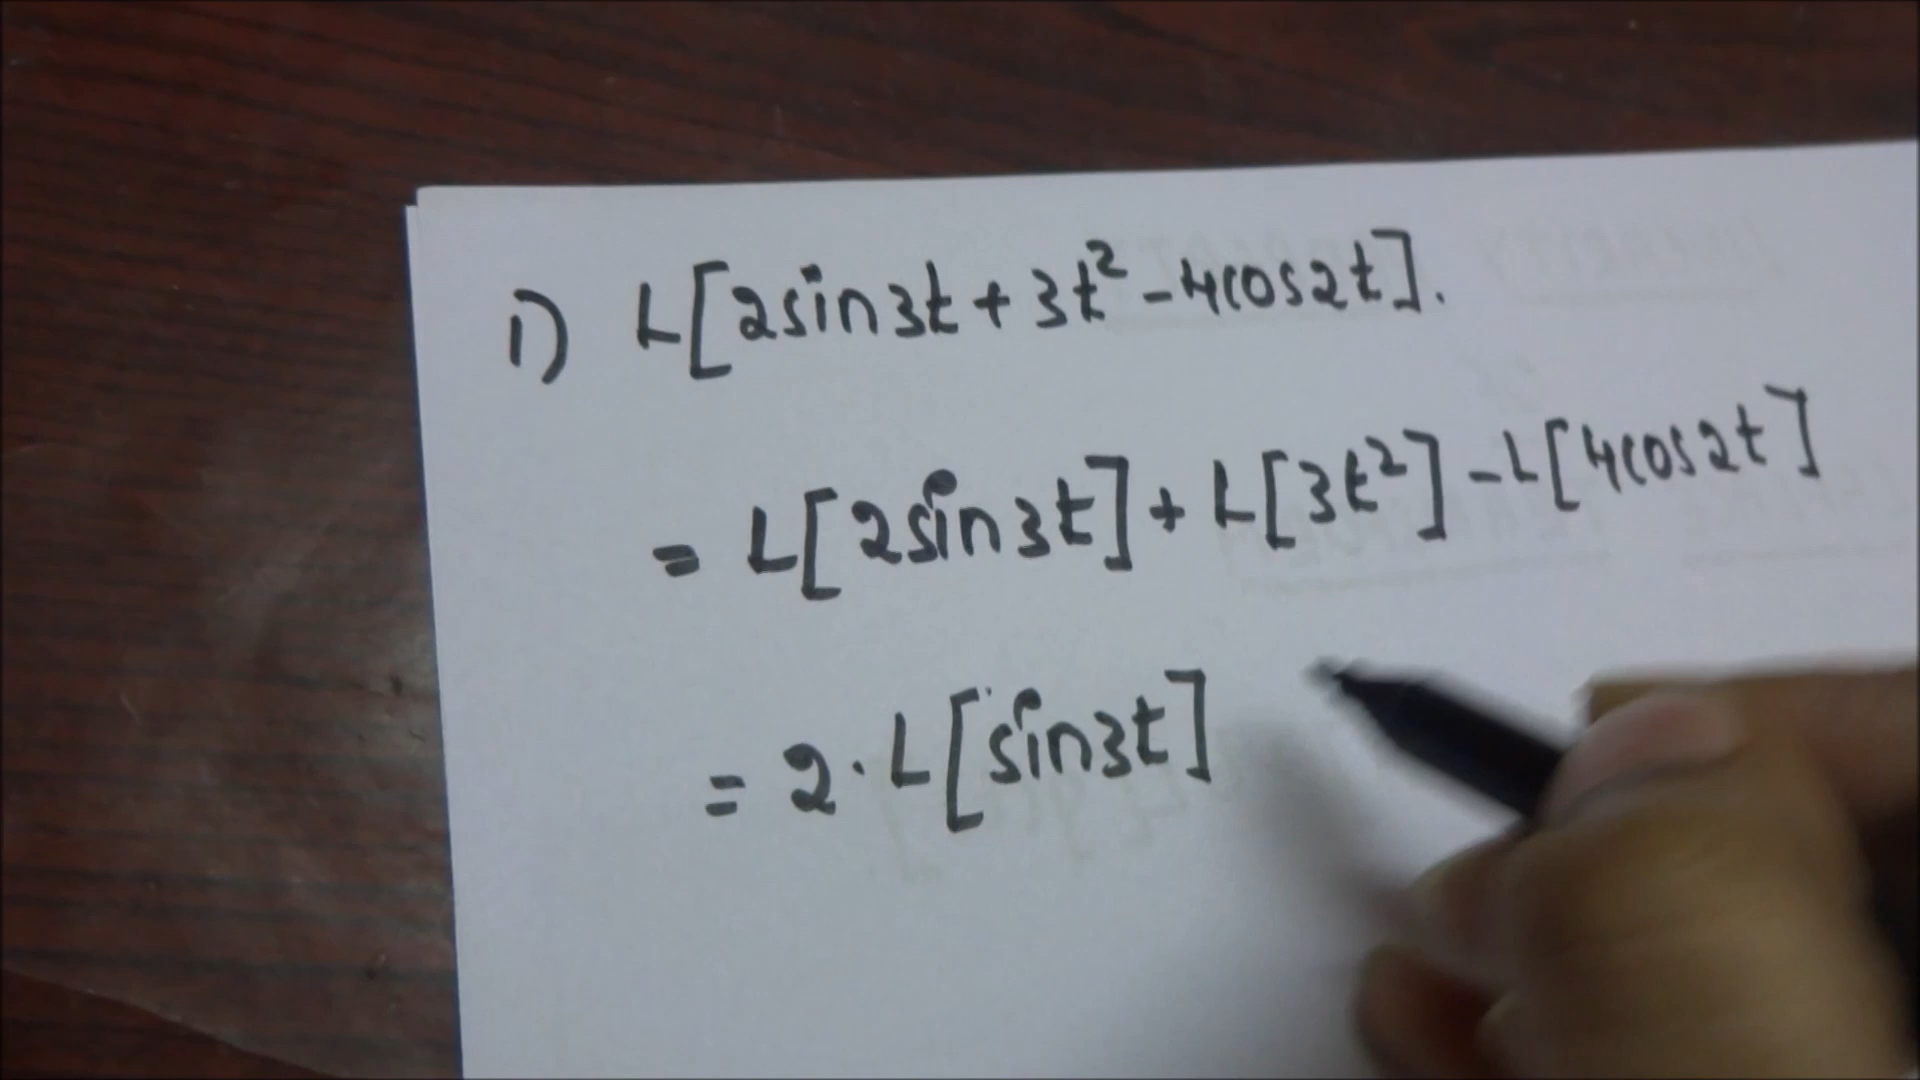 1) L[2sin3t+3t²-4cos2t].
= L[2sin3t]+L[3t²]-L[4cos2t]
= 2·L[sin3t]